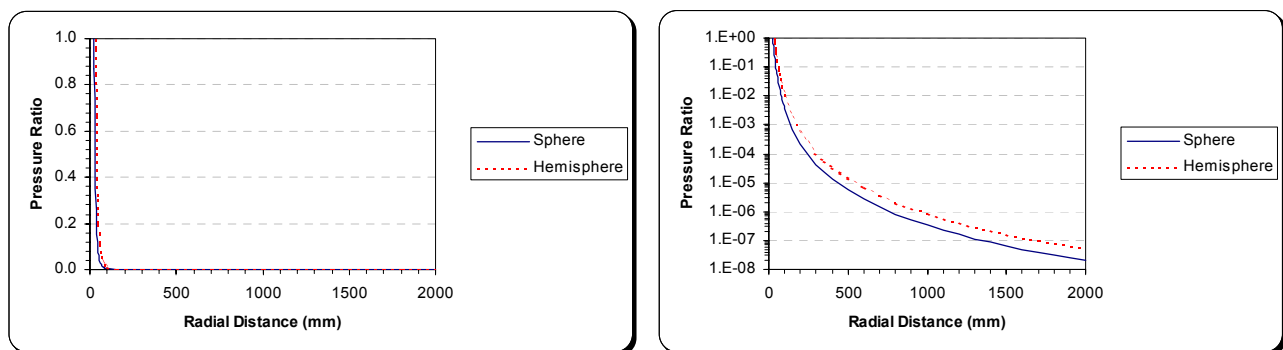 1.0
0.8
0.6
0.4
0.2
0.0
Pressure Ratio
0 500 1000 1500 2000
Radial Distance (mm)
Sphere
Hemisphere
1.E+00
1.E-01
1.E-02
1.E-03
1.E-04
1.E-05
1.E-06
1.E-07
1.E-08
Pressure Ratio
0 500 1000 1500 2000
Radial Distance (mm)
Sphere
Hemisphere